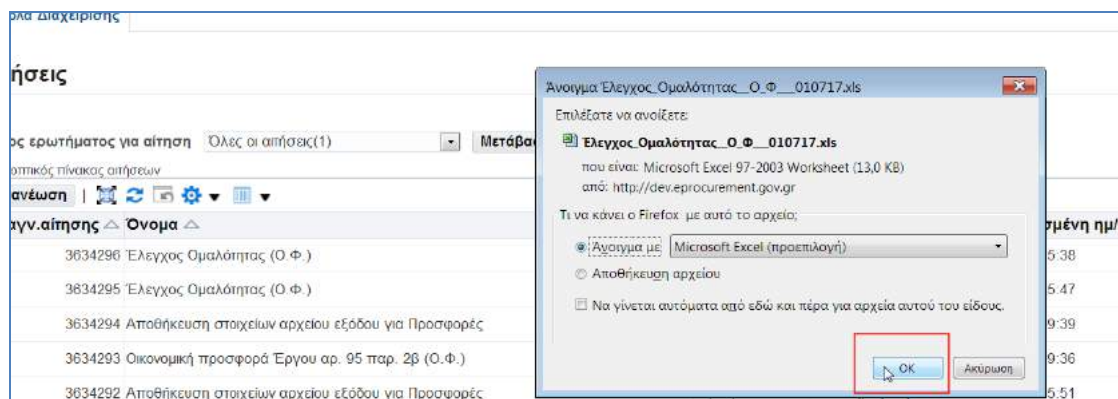 ολα Διαχείρισης
ήσεις
ος ερωτήματος για αίτηση Όλες οι αιτήσεις(1) Μετάβα
οπτικός πίνακας αιτήσεων
ανέωση
αγν.αίτησης Όνομα
σμένη ημ/
3634296 Έλεγχος Ομαλότητας (Ο.Φ.)
5:38
3634295 Έλεγχος Ομαλότητας (Ο.Φ.)
5:47
3634294 Αποθήκευση στοιχείων αρχείου εξόδου για Προσφορές
9:39
3634293 Οικονομική προσφορά Έργου αρ. 95 παρ. 2β (Ο.Φ.)
9:36
3634292 Αποθήκευση στοιχείων αρχείου εξόδου για Προσφορές
5:51
Άνοιγμα Έλεγχος_Ομαλότητας__Ο_Φ___010717.xls
Επιλέξατε να ανοίξετε:
Έλεγχος_Ομαλότητας__Ο_Φ___010717.xls
που είναι: Microsoft Excel 97-2003 Worksheet (13,0 KB)
από: http://dev.eprocurement.gov.gr
Τι να κάνει ο Firefox με αυτό το αρχείο;
Άνοιγμα με Microsoft Excel (προεπιλογή)
Αποθήκευση αρχείου
Να γίνεται αυτόματα από εδώ και πέρα για αρχεία αυτού του είδους.
OK Ακύρωση